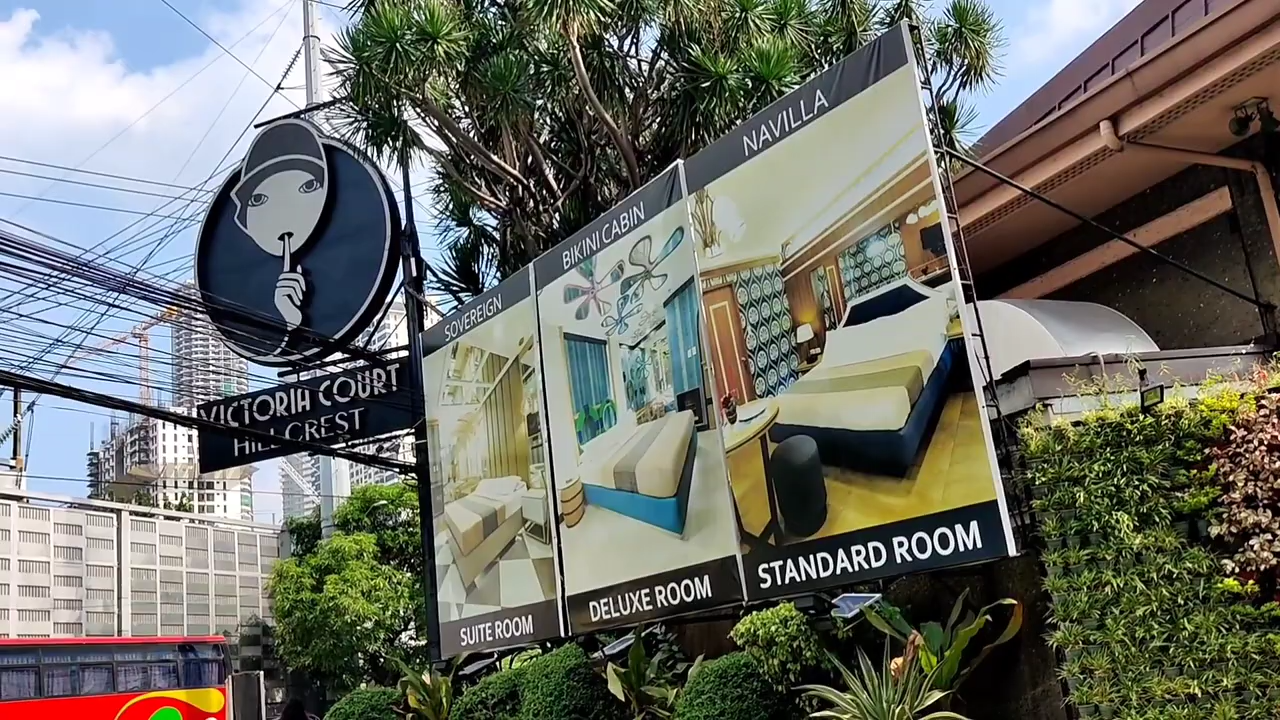 VICTORIA COURT
HILLCREST
SOVEREIGN
SUITE ROOM
BIKINI CABIN
DELUXE ROOM
NAVILLA
STANDARD ROOM